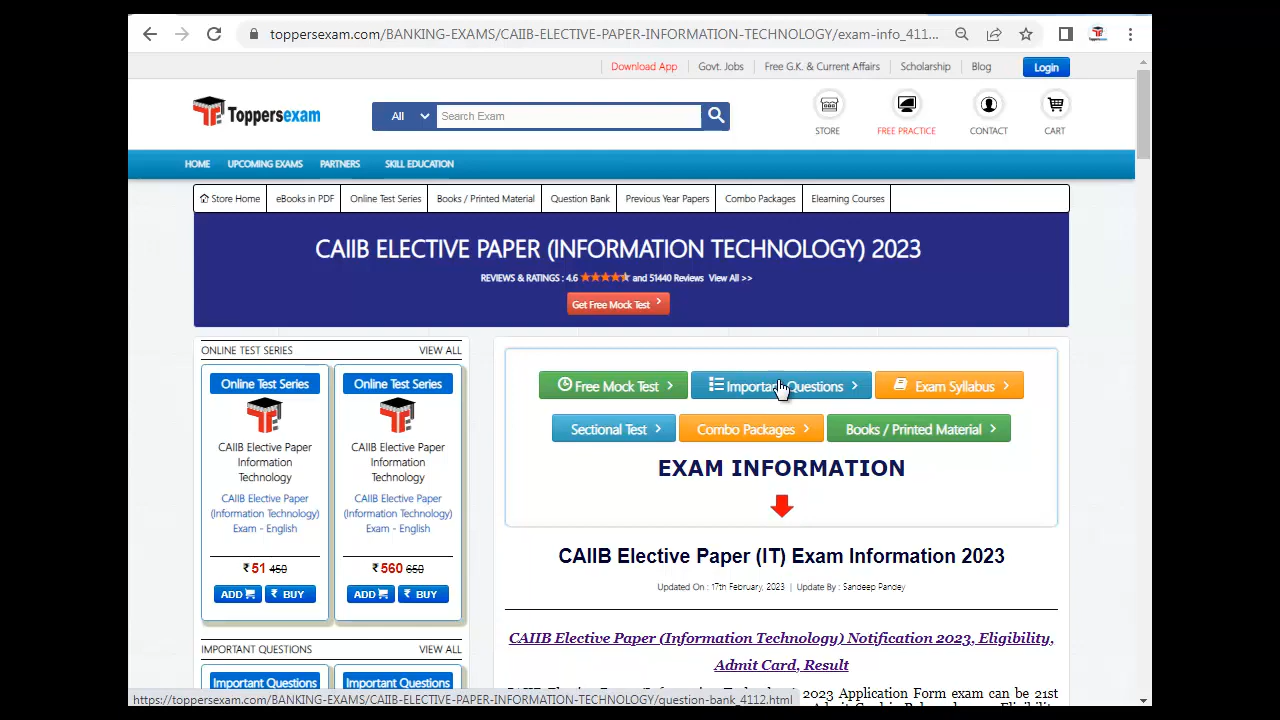 toppersexam.com/BANKING-EXAMS/CAIIB-ELECTIVE-PAPER-INFORMATION-TECHNOLOGY/exam-info_411...
Download App Govt. Jobs Free G.K. & Current Affairs Scholarship Blog Login
Toppersexam
All Search Exam
STORE FREE PRACTICE CONTACT CART
HOME UPCOMING EXAMS PARTNERS SKILL EDUCATION
Store Home eBooks in PDF Online Test Series Books / Printed Material Question Bank Previous Year Papers Combo Packages Elearning Courses
CAIIB ELECTIVE PAPER (INFORMATION TECHNOLOGY) 2023
REVIEWS & RATINGS : 4.6 and 51440 Reviews View All >>
Get Free Mock Test
ONLINE TEST SERIES VIEW ALL
Online Test Series
CAIIB Elective Paper
Information
Technology
CAIIB Elective Paper
(Information Technology)
Exam - English
₹ 51 450
ADD ₹ BUY
Online Test Series
CAIIB Elective Paper
Information
Technology
CAIIB Elective Paper
(Information Technology)
Exam - English
₹ 560 650
ADD ₹ BUY
IMPORTANT QUESTIONS VIEW ALL
Important Questions Important Questions
Free Mock Test Important Questions Exam Syllabus
Sectional Test Combo Packages Books / Printed Material
EXAM INFORMATION
CAIIB Elective Paper (IT) Exam Information 2023
Updated On : 17th February, 2023 | Update By : Sandeep Pandey
CAIIB Elective Paper (Information Technology) Notification 2023, Eligibility,
Admit Card, Result
2023 Application Form exam can be 21st
https://toppersexam.com/BANKING-EXAMS/CAIIB-ELECTIVE-PAPER-INFORMATION-TECHNOLOGY/question-bank_4112.html